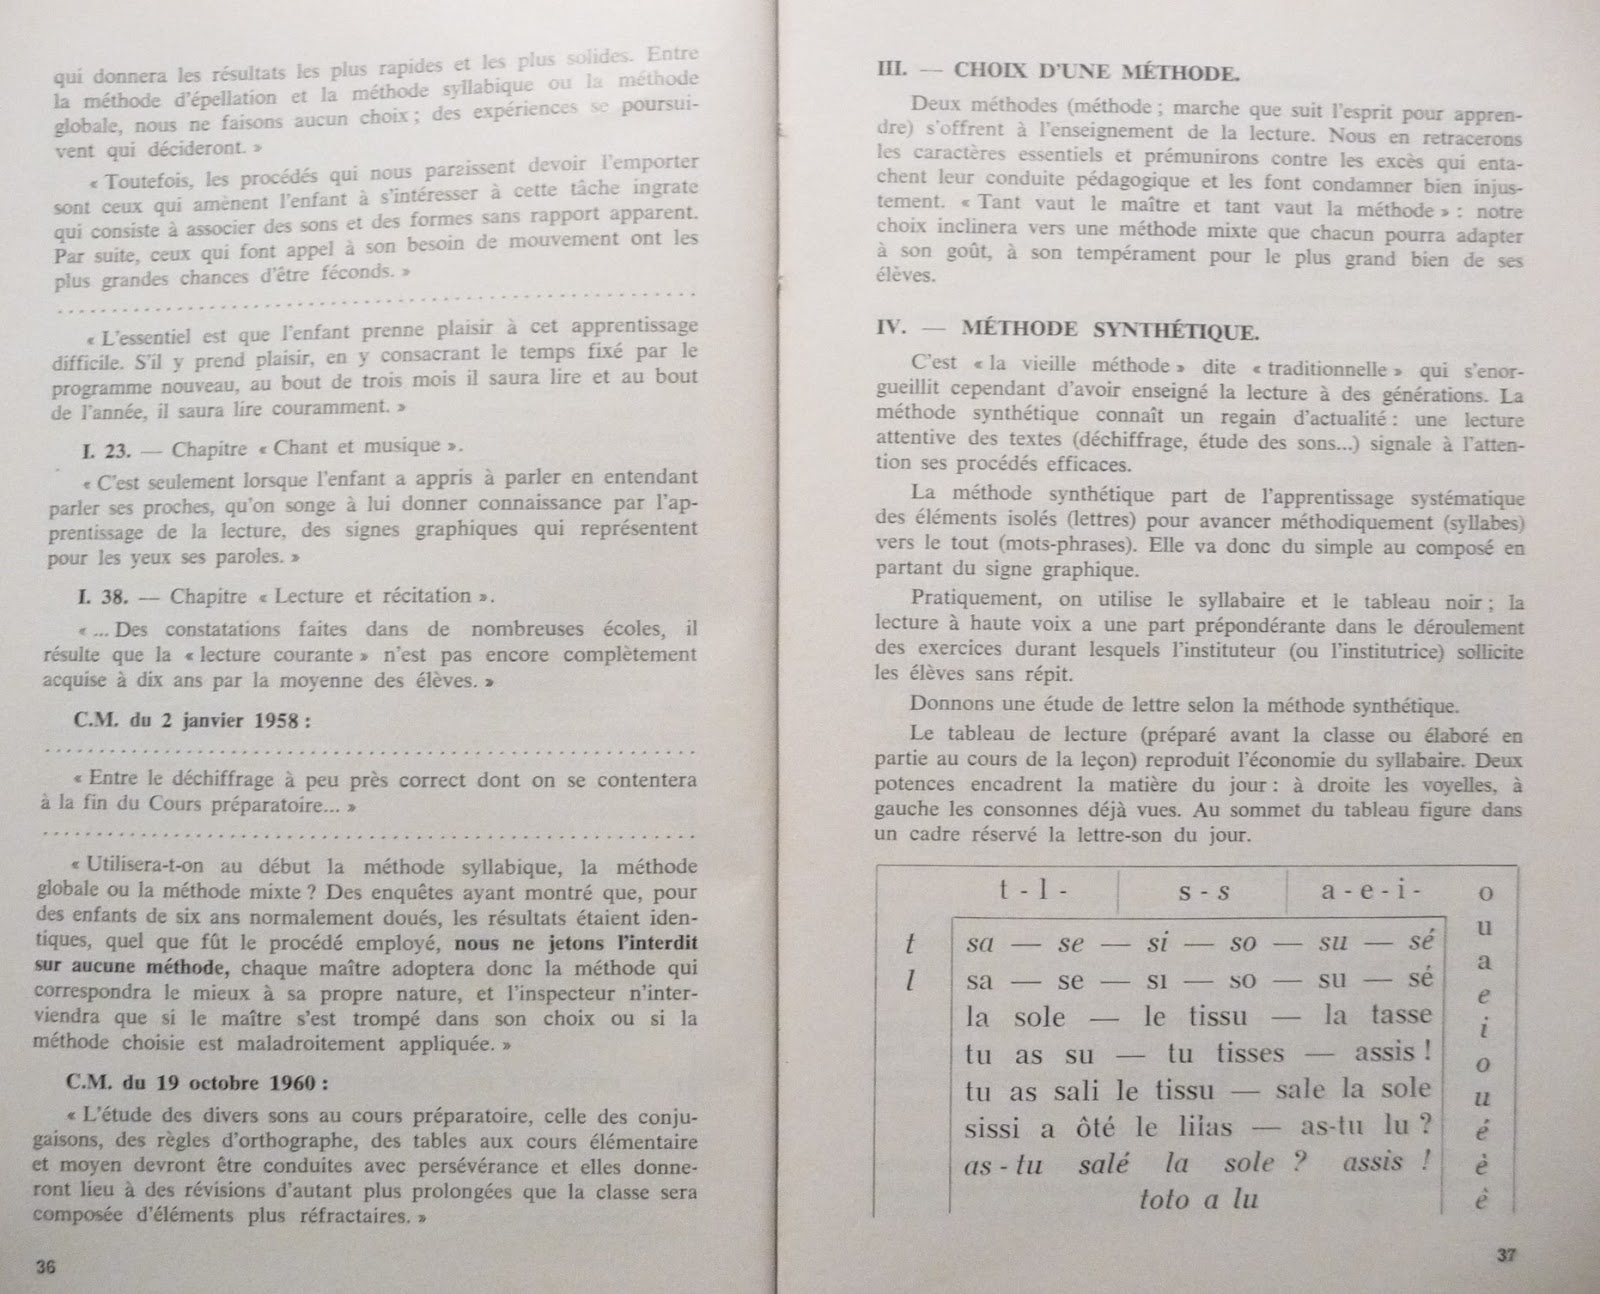 qui donnera les résultats les plus rapides et les plus solides. Entre
la méthode d'épellation et la méthode syllabique ou la méthode
globale, nous ne faisons aucun choix ; des expériences se poursui-
vent qui décideront. »
« Toutefois, les procédés qui nous paraissent devoir l'emporter
sont ceux qui amènent l'enfant à s'intéresser à cette tâche ingrate
qui consiste à associer des sons et des formes sans rapport apparent.
Par suite, ceux qui font appel à son besoin de mouvement ont les
plus grandes chances d'être féconds. »
« L'essentiel est que l'enfant prenne plaisir à cet apprentissage
difficile. S'il y prend plaisir, en y consacrant le temps fixé par le
programme nouveau, au bout de trois mois il saura lire et au bout
de l'année, il saura lire couramment. »
I. 23. — Chapitre « Chant et musique ».
« C'est seulement lorsque l'enfant a appris à parler en entendant
parler ses proches, qu'on songe à lui donner connaissance par l'ap-
prentissage de la lecture, des signes graphiques qui représentent
pour les yeux ses paroles. »
I. 38. — Chapitre « Lecture et récitation ».
« ... Des constatations faites dans de nombreuses écoles, il
résulte que la « lecture courante » n'est pas encore complètement
acquise à dix ans par la moyenne des élèves. »
C.M. du 2 janvier 1958 :
« Entre le déchiffrage à peu près correct dont on se contentera
à la fin du Cours préparatoire... »
« Utilisera-t-on au début la méthode syllabique, la méthode
globale ou la méthode mixte ? Des enquêtes ayant montré que, pour
des enfants de six ans normalement doués, les résultats étaient iden-
tiques, quel que fût le procédé employé, nous ne jetons l'interdit
sur aucune méthode, chaque maître adoptera donc la méthode qui
correspondra le mieux à sa propre nature, et l'inspecteur n'inter-
viendra que si le maître s'est trompé dans son choix ou si la
méthode choisie est maladroitement appliquée. »
C.M. du 19 octobre 1960 :
« L'étude des divers sons au cours préparatoire, celle des conju-
gaisons, des règles d'orthographe, des tables aux cours élémentaire
et moyen devront être conduites avec persévérance et elles donne-
ront lieu à des révisions d'autant plus prolongées que la classe sera
composée d'éléments plus réfractaires. »
36
III. — CHOIX D'UNE MÉTHODE.
Deux méthodes (méthode ; marche que suit l'esprit pour appren-
dre) s'offrent à l'enseignement de la lecture. Nous en retracerons
les caractères essentiels et prémunirons contre les excès qui enta-
chent leur conduite pédagogique et les font condamner bien injus-
tement. « Tant vaut le maître et tant vaut la méthode » : notre
choix inclinera vers une méthode mixte que chacun pourra adapter
à son goût, à son tempérament pour le plus grand bien de ses
élèves.
IV. — MÉTHODE SYNTHÉTIQUE.
C'est « la vieille méthode » dite « traditionnelle » qui s'enor-
gueillit cependant d'avoir enseigné la lecture à des générations. La
méthode synthétique connaît un regain d'actualité : une lecture
attentive des textes (déchiffrage, étude des sons...) signale à l'atten-
tion ses procédés efficaces.
La méthode synthétique part de l'apprentissage systématique
des éléments isolés (lettres) pour avancer méthodiquement (syllabes)
vers le tout (mots-phrases). Elle va donc du simple au composé en
partant du signe graphique.
Pratiquement, on utilise le syllabaire et le tableau noir ; la
lecture à haute voix a une part prépondérante dans le déroulement
des exercices durant lesquels l'instituteur (ou l'institutrice) sollicite
les élèves sans répit.
Donnons une étude de lettre selon la méthode synthétique.
Le tableau de lecture (préparé avant la classe ou élaboré en
partie au cours de la leçon) reproduit l'économie du syllabaire. Deux
potences encadrent la matière du jour : à droite les voyelles, à
gauche les consonnes déjà vues. Au sommet du tableau figure dans
un cadre réservé la lettre-son du jour.
t - l - s - s a - e - i - o
u
t sa — se — si — so — su — sé
a
l sa — se — sı — so — su — sé
e
la sole — le tissu — la tasse
i
tu as su — tu tisses — assis !
o
tu as sali le tissu — sale la sole
u
sissi a ôté le lilas — as-tu lu ? é
as - tu salé la sole ? assis ! è
toto a lu ê
37